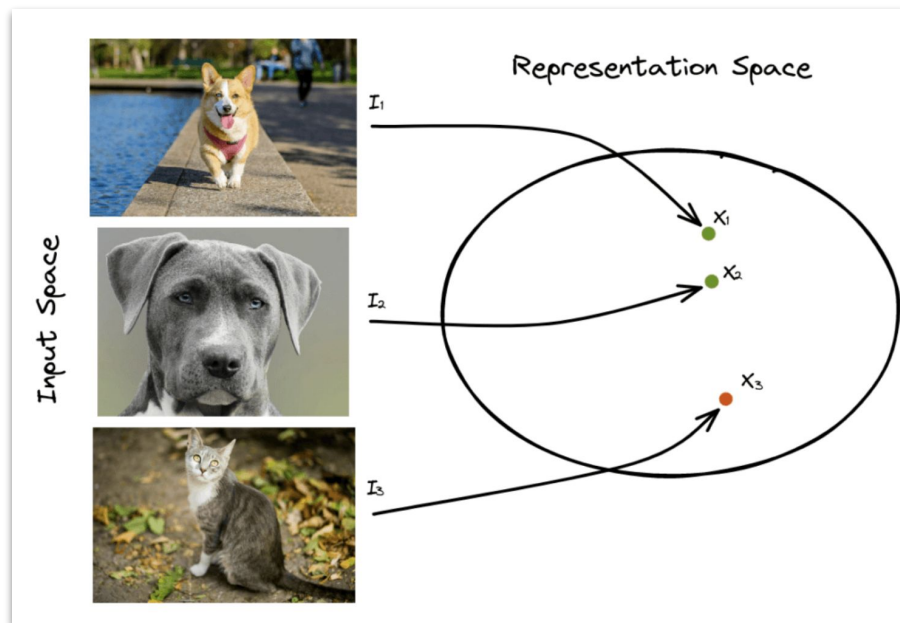 Representation Space
Input Space
I₁
X₁
X₂
I₂
X₃
I₃